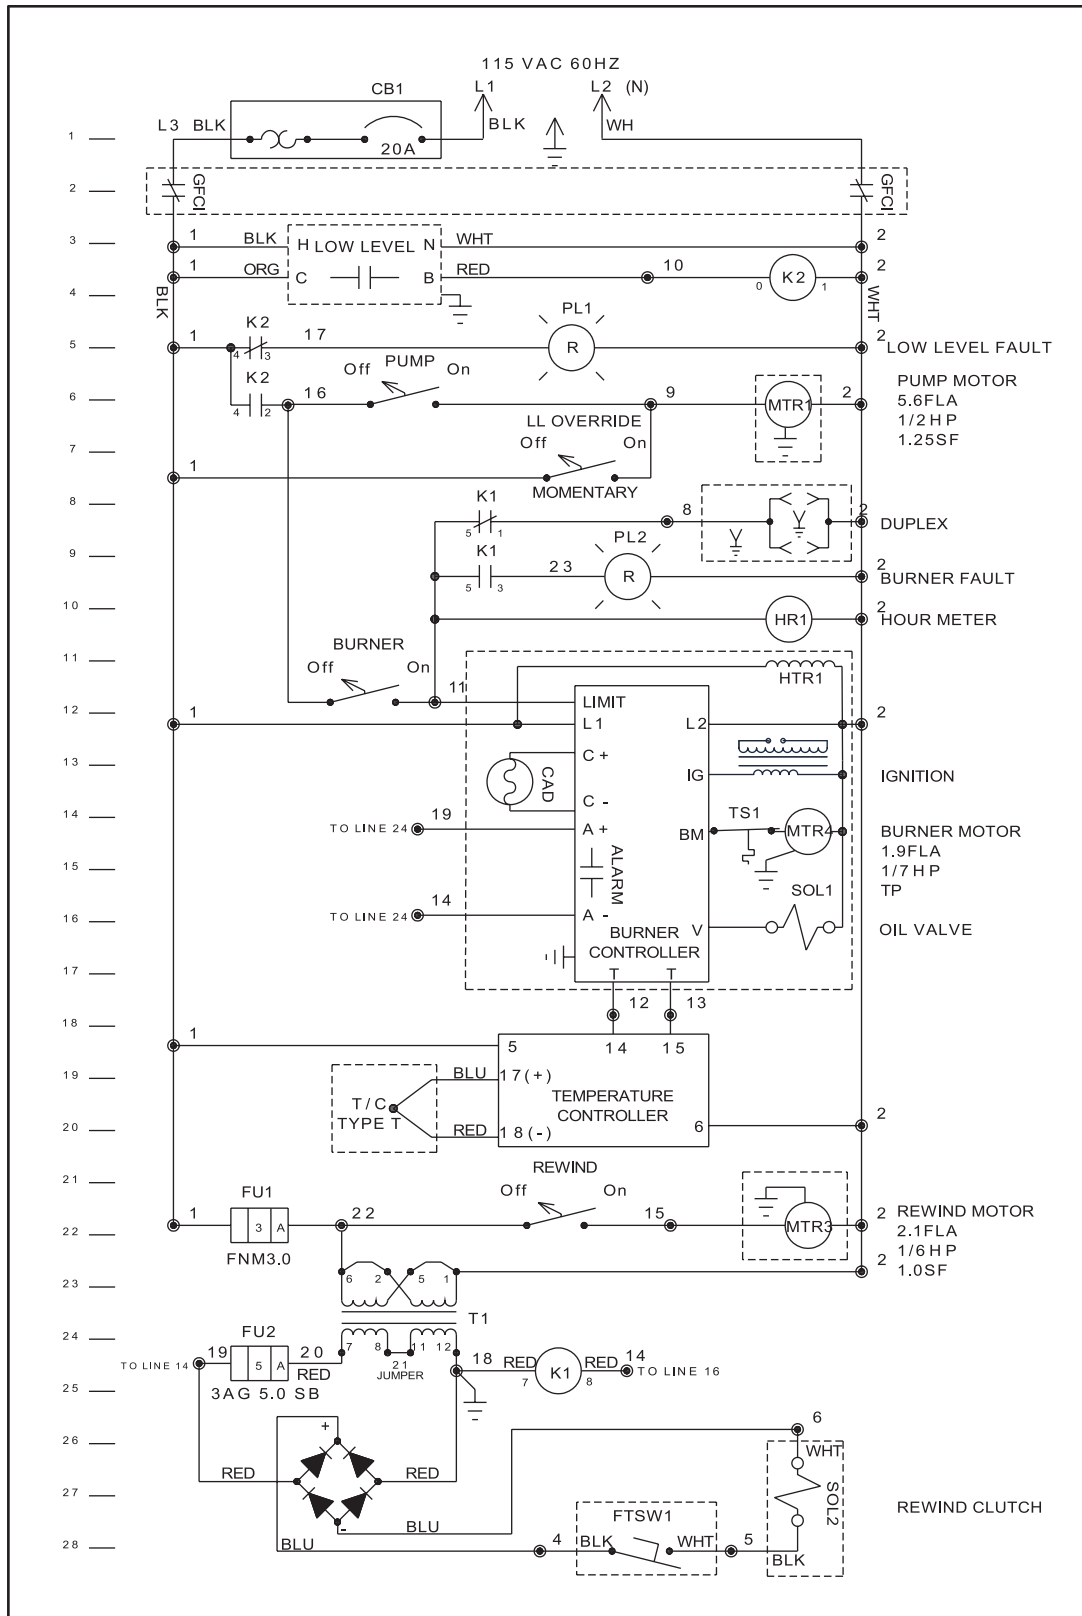 115 VAC 60HZ
CB1
L1
L2 (N)
L3
BLK
20A
BLK
WH
1
2
GFCI
GFCI
3
1
BLK
H LOW LEVEL N
WHT
2
1
ORG
C
B
RED
10
K2
0
1
2
4
BLK
WHT
5
1
K2
4
3
17
PL1
R
2
LOW LEVEL FAULT
6
K2
4
2
16
Off
PUMP
On
9
MTR1
2
PUMP MOTOR
5.6FLA
1/2HP
1.25SF
7
1
LL OVERRIDE
Off
On
MOMENTARY
8
K1
5
1
8
2
DUPLEX
9
K1
5
3
23
PL2
R
2
BURNER FAULT
10
HR1
2
HOUR METER
11
BURNER
Off
On
11
HTR1
12
1
LIMIT
L1
L2
2
13
C +
CAD
C -
IG
IGNITION
14
TO LINE 24
19
A +
BM
TS1
MTR4
BURNER MOTOR
1.9FLA
1/7HP
TP
15
ALARM
16
TO LINE 24
14
A -
V
SOL1
OIL VALVE
BURNER
CONTROLLER
17
T
T
12
13
18
1
5
14
15
19
T/C
TYPE T
BLU
17(+)
TEMPERATURE
CONTROLLER
20
RED
18(-)
6
2
21
REWIND
Off
On
22
1
FU1
3
A
FNM3.0
22
15
MTR3
2
REWIND MOTOR
2.1FLA
1/6HP
1.0SF
23
6
2
5
1
2
T1
24
TO LINE 14
19
FU2
5
A
20
RED
7
8
11
12
21
JUMPER
18
RED
7
K1
8
RED
14
TO LINE 16
25
3AG 5.0 SB
26
+
6
WHT
27
RED
RED
SOL2
REWIND CLUTCH
-
BLU
FTSW1
28
BLU
4
BLK
WHT
5
BLK